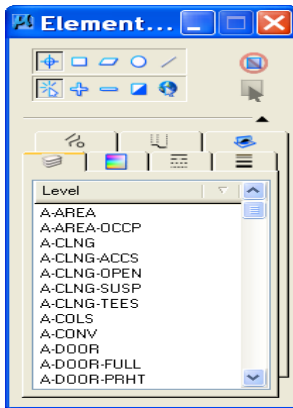 Element...
Level
A-AREA
A-AREA-OCCP
A-CLNG
A-CLNG-ACCS
A-CLNG-OPEN
A-CLNG-SUSP
A-CLNG-TEES
A-COLS
A-CONV
A-DOOR
A-DOOR-FULL
A-DOOR-PRHT